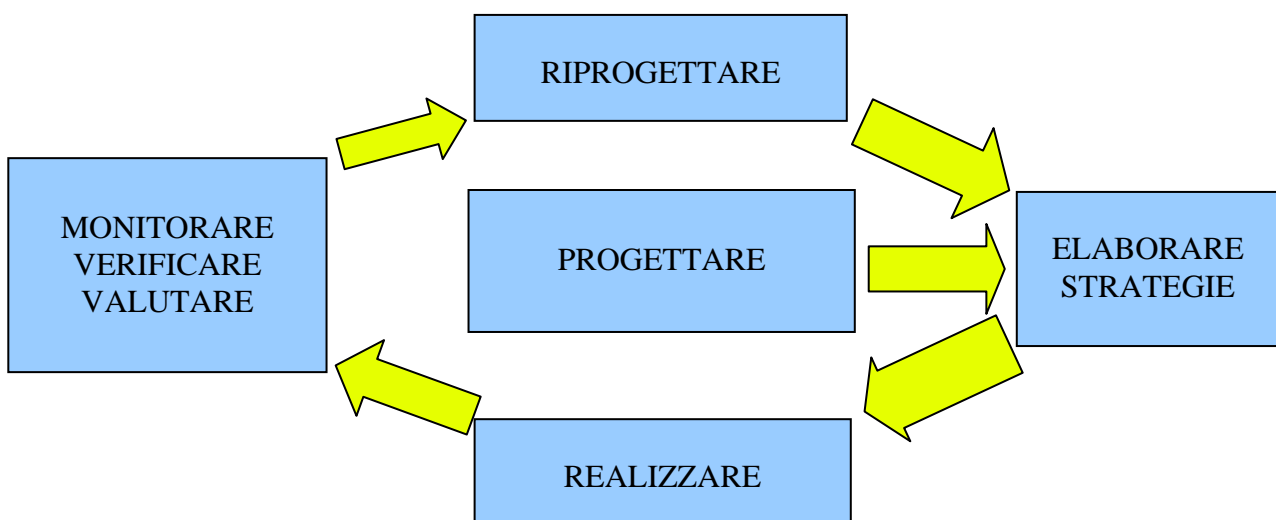 RIPROGETTARE
MONITORARE
VERIFICARE
VALUTARE
PROGETTARE
ELABORARE
STRATEGIE
REALIZZARE